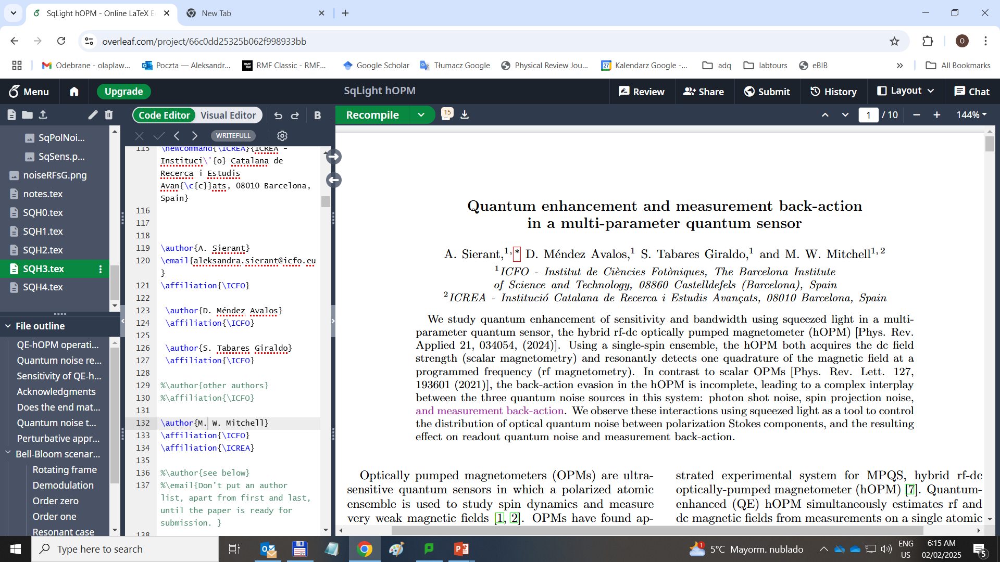 SqLight hOPM - Online LaTeX E
New Tab
overleaf.com/project/66c0dd25325b062f998933bb
O
Odebrane - olaplaw...
Poczta — Aleksandr...
RMF Classic - RMF...
Google Scholar
Tłumacz Google
Physical Review Jou...
Kalendarz Google -...
adq
labtours
eBIB
All Bookmarks
Menu
Upgrade
SqLight hOPM
Review
Share
Submit
History
Layout
Chat
Code Editor
Visual Editor
B
Recompile
15
1 / 10
144%
WRITEFULL
SqPolNoi...
SqSens.p...
noiseRFsG.png
notes.tex
SQH0.tex
SQH1.tex
SQH2.tex
SQH3.tex
SQH4.tex
File outline
QE-hOPM operati...
Quantum noise re...
Sensitivity of QE-h...
Acknowledgments
Does the end mat...
Quantum noise t...
Perturbative appr...
Bell-Bloom scenar...
Rotating frame
Demodulation
Order zero
Order one
Resonant case
115 \newcommand{\ICREA}{ICREA -
Instituci\'{o} Catalana de
Recerca i Estudis
Avan{\c{c}}ats, 08010 Barcelona,
Spain}
116
117
118
119 \author{A. Sierant}
120 \email{aleksandra.sierant@icfo.eu
}
121 \affiliation{\ICFO}
122
123 \author{D. Méndez Avalos}
124 \affiliation{\ICFO}
125
126 \author{S. Tabares Giraldo}
127 \affiliation{\ICFO}
128
129 %\author{other authors}
130 %\affiliation{\ICFO}
131
132 \author{M. W. Mitchell}
133 \affiliation{\ICFO}
134 \affiliation{\ICREA}
135
136 %\author{see below}
137 %\email{Don't put an author
list, apart from first and last,
until the paper is ready for
submission. }
138
Quantum enhancement and measurement back-action
in a multi-parameter quantum sensor
A. Sierant,1, * D. Méndez Avalos,1 S. Tabares Giraldo,1 and M. W. Mitchell1, 2
1ICFO - Institut de Ciències Fotòniques, The Barcelona Institute
of Science and Technology, 08860 Castelldefels (Barcelona), Spain
2ICREA - Institució Catalana de Recerca i Estudis Avançats, 08010 Barcelona, Spain
We study quantum enhancement of sensitivity and bandwidth using squeezed light in a multi-
parameter quantum sensor, the hybrid rf-dc optically pumped magnetometer (hOPM) [Phys. Rev.
Applied 21, 034054, (2024)]. Using a single-spin ensemble, the hOPM both acquires the dc field
strength (scalar magnetometry) and resonantly detects one quadrature of the magnetic field at a
programmed frequency (rf magnetometry). In contrast to scalar OPMs [Phys. Rev. Lett. 127,
193601 (2021)], the back-action evasion in the hOPM is incomplete, leading to a complex interplay
between the three quantum noise sources in this system: photon shot noise, spin projection noise,
and measurement back-action. We observe these interactions using squeezed light as a tool to control
the distribution of optical quantum noise between polarization Stokes components, and the resulting
effect on readout quantum noise and measurement back-action.
Optically pumped magnetometers (OPMs) are ultra-
sensitive quantum sensors in which a polarized atomic
ensemble is used to study spin dynamics and measure
very weak magnetic fields [1, 2]. OPMs have found ap-
strated experimental system for MPQS, hybrid rf-dc
optically-pumped magnetometer (hOPM) [7]. Quantum-
enhanced (QE) hOPM simultaneously estimates rf and
dc magnetic fields from measurements on a single atomic
Type here to search
1
5°C Mayorm. nublado
ENG
US
6:15 AM
02/02/2025
5